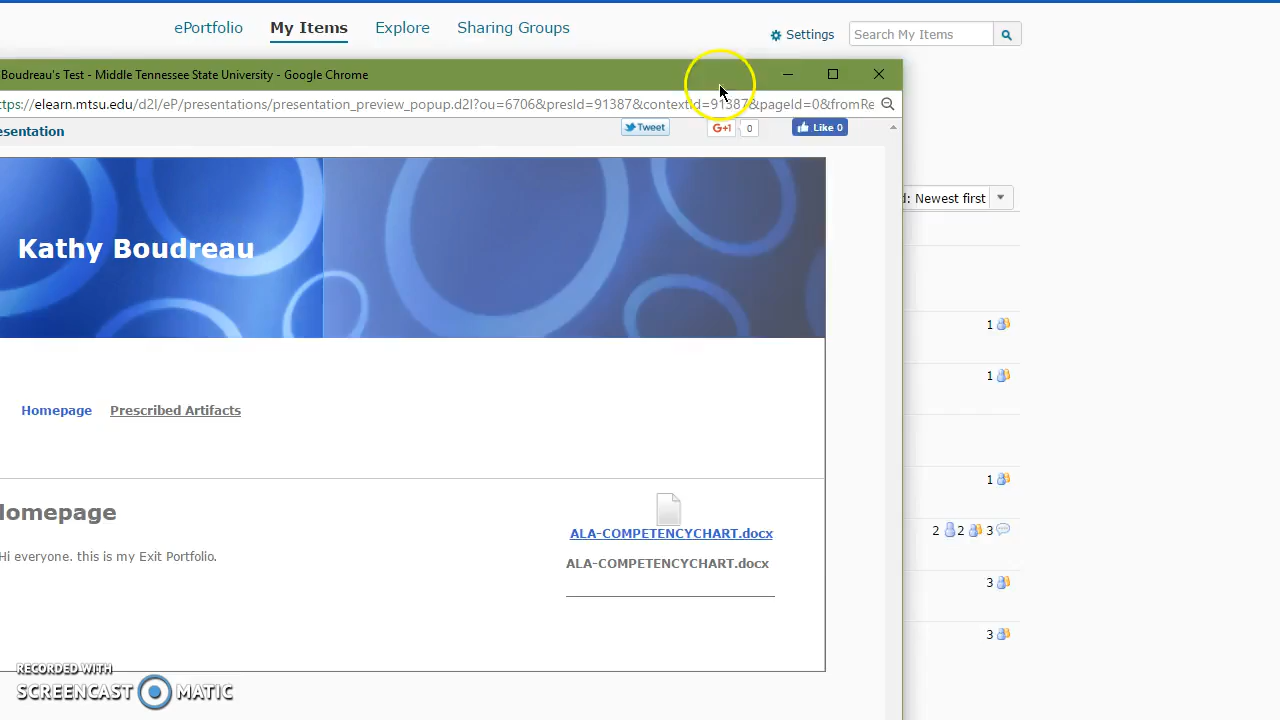 ePortfolio My Items Explore Sharing Groups
Settings
Search My Items
Boudreau's Test - Middle Tennessee State University - Google Chrome
ttps://elearn.mtsu.edu/d2l/eP/presentations/presentation_preview_popup.d2l?ou=6706&presId=91387&contextId=91387&pageId=0&fromRe
esentation
Tweet
G+1 0
Like 0
d: Newest first
Kathy Boudreau
1
1
Homepage Prescribed Artifacts
1
ALA-COMPETENCYCHART.docx
2 2 3
Homepage
Hi everyone. this is my Exit Portfolio.
ALA-COMPETENCYCHART.docx
3
3
RECORDED WITH
SCREENCAST MATIC